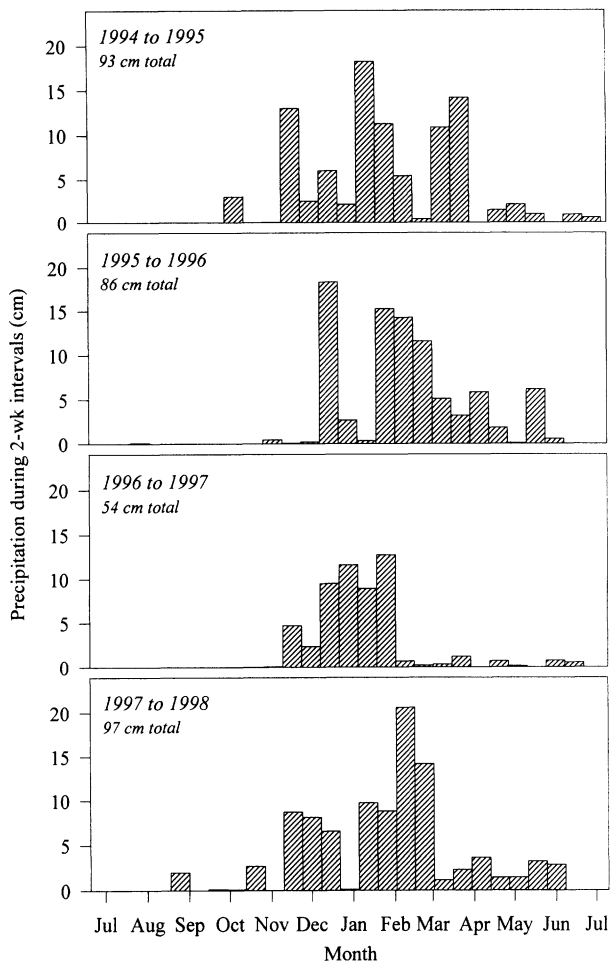 1994 to 1995
93 cm total
20
15
10
5
0
1995 to 1996
86 cm total
20
15
10
5
0
1996 to 1997
54 cm total
20
15
10
5
0
1997 to 1998
97 cm total
20
15
10
5
0
Precipitation during 2-wk intervals (cm)
Jul Aug Sep Oct Nov Dec Jan Feb Mar Apr May Jun Jul
Month